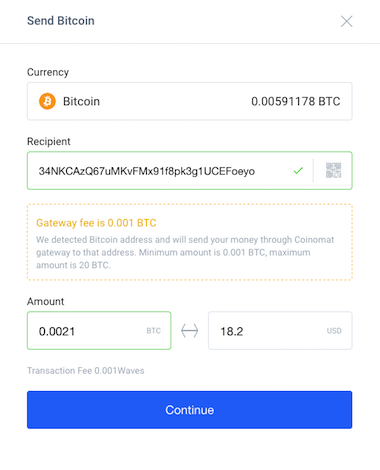 Send Bitcoin
Currency
Bitcoin 0.00591178 BTC
Recipient
34NKCAzQ67uMKvFMx91f8pk3g1UCEFoeyo
Gateway fee is 0.001 BTC
We detected Bitcoin address and will send your money through Coinomat
gateway to that address. Minimum amount is 0.001 BTC, maximum
amount is 20 BTC.
Amount
0.0021 BTC 18.2 USD
Transaction Fee 0.001Waves
Continue